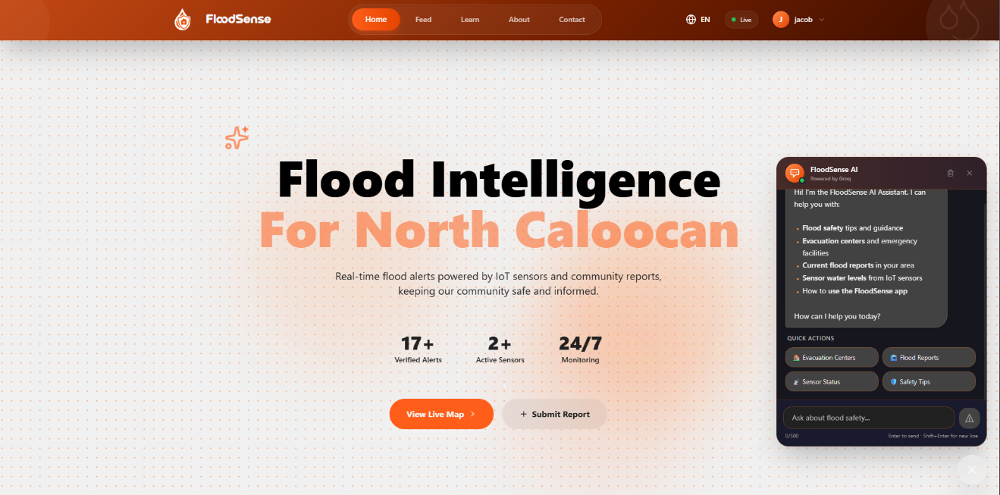 FloodSense
Home
Feed
Learn
About
Contact
EN
Live
J
jacob
Flood Intelligence
For North Caloocan
Real-time flood alerts powered by IoT sensors and community reports,
keeping our community safe and informed.
17+
Verified Alerts
2+
Active Sensors
24/7
Monitoring
View Live Map
+ Submit Report
FloodSense AI
Powered by Groq
Hi! I'm the FloodSense AI Assistant. I can
help you with:
• Flood safety tips and guidance
• Evacuation centers and emergency
facilities
• Current flood reports in your area
• Sensor water levels from IoT sensors
• How to use the FloodSense app
How can I help you today?
QUICK ACTIONS
Evacuation Centers
Flood Reports
Sensor Status
Safety Tips
Ask about flood safety...
0/500
Enter to send · Shift+Enter for new line